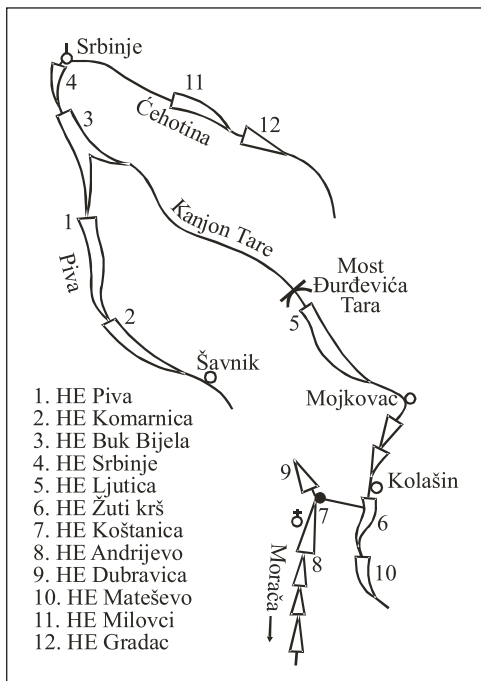 Srbinje
4
11
Ćehotina
12
3
Kanjon Tare
1
Piva
Most
Đurđevića
Tara
5
2
Šavnik
Mojkovac
1. HE Piva
2. HE Komarnica
3. HE Buk Bijela
4. HE Srbinje
5. HE Ljutica
6. HE Žuti krš
7. HE Koštanica
8. HE Andrijevo
9. HE Dubravica
10. HE Mateševo
11. HE Milovci
12. HE Gradac
9
Kolašin
7
6
8
Morača
10